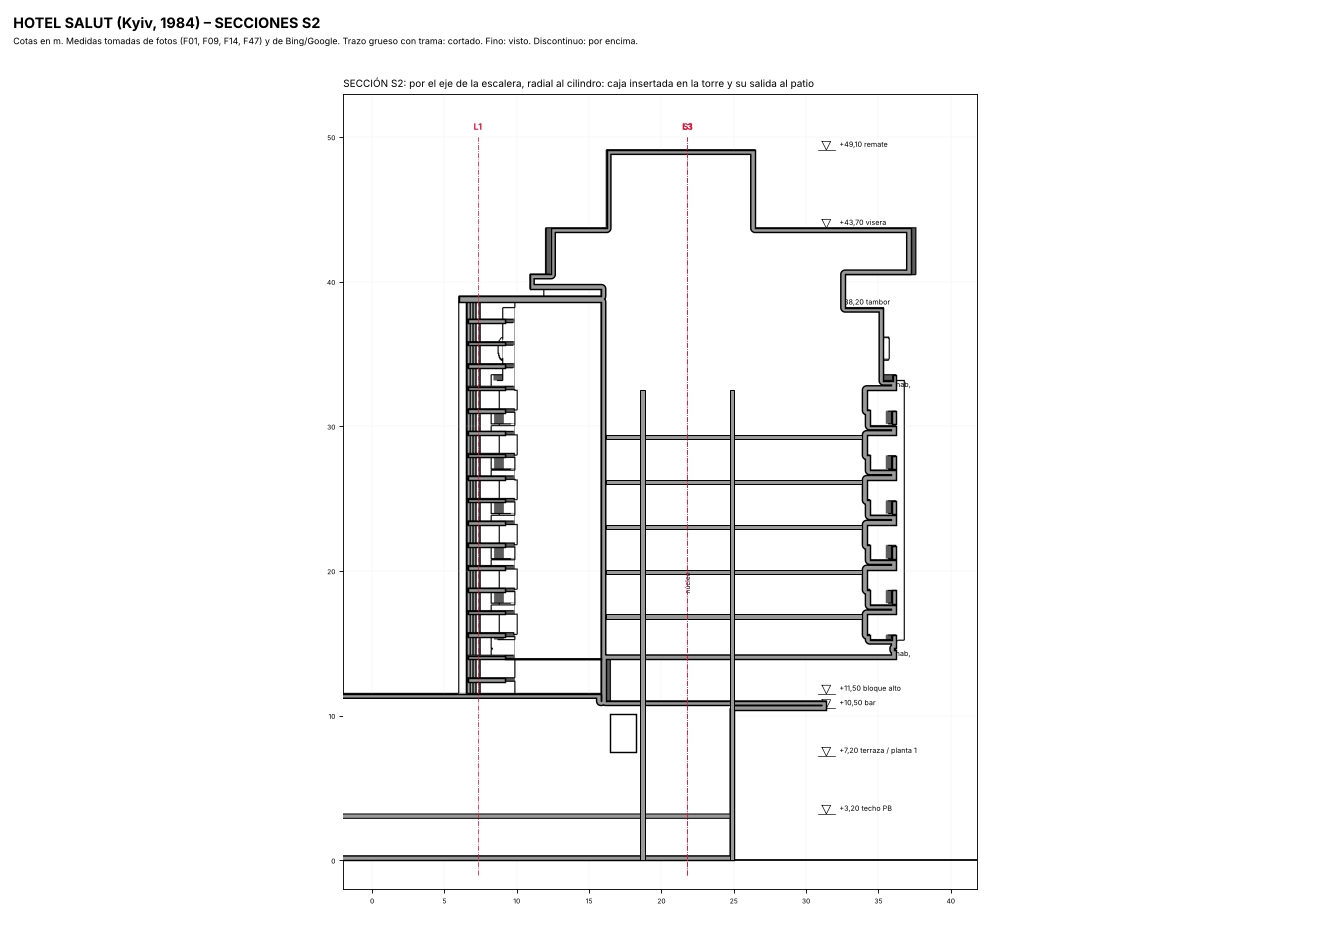 HOTEL SALUT (Kyiv, 1984) – SECCIONES S2
Cotas en m. Medidas tomadas de fotos (F01, F09, F14, F47) y de Bing/Google. Trazo grueso con trama: cortado. Fino: visto. Discontinuo: por encima.
SECCIÓN S2: por el eje de la escalera, radial al cilindro: caja insertada en la torre y su salida al patio
L1
50
+49,10 remate
+43,70 visera
40
38,20 tambor
hab,
30
20
núcleo
hab,
+11,50 bloque alto
+10,50 bar
10
+7,20 terraza / planta 1
+3,20 techo PB
0
0 5 10 15 20 25 30 35 40